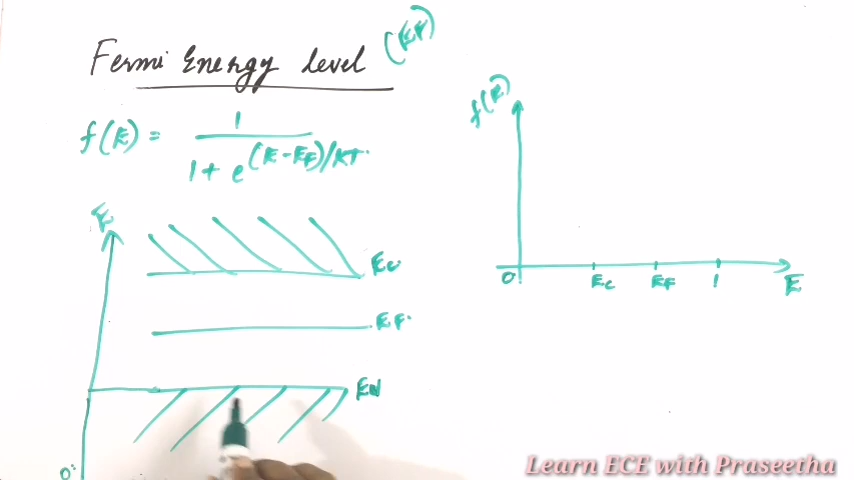 Fermi Energy level (EF)
f(E) = 1
1 + e(E-EF)/KT
E
Ec
EF
EV
0
f(E)
0 Ec EF 1 E
Learn ECE with Praseetha